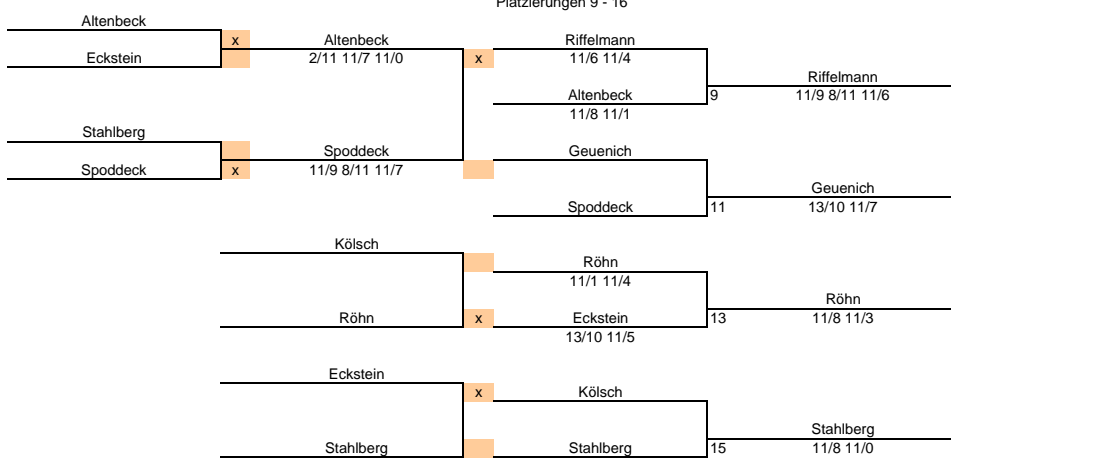 Platzierungen 9 - 16
Altenbeck
x
Eckstein
Altenbeck
2/11 11/7 11/0
x
Riffelmann
11/6 11/4
Altenbeck
11/8 11/1
9
Riffelmann
11/9 8/11 11/6
Stahlberg
Spoddeck
x
Spoddeck
11/9 8/11 11/7
Geuenich
Spoddeck
11
Geuenich
13/10 11/7
Kölsch
Röhn
x
Röhn
11/1 11/4
Eckstein
13/10 11/5
13
Röhn
11/8 11/3
Eckstein
x
Stahlberg
Kölsch
Stahlberg
15
Stahlberg
11/8 11/0